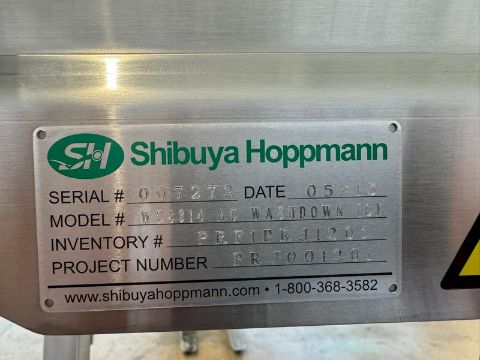 SH Shibuya Hoppmann
SERIAL # 007272 DATE 05/13
MODEL # WASHDOWN
INVENTORY #
PROJECT NUMBER
www.shibuyahoppmann.com • 1-800-368-3582